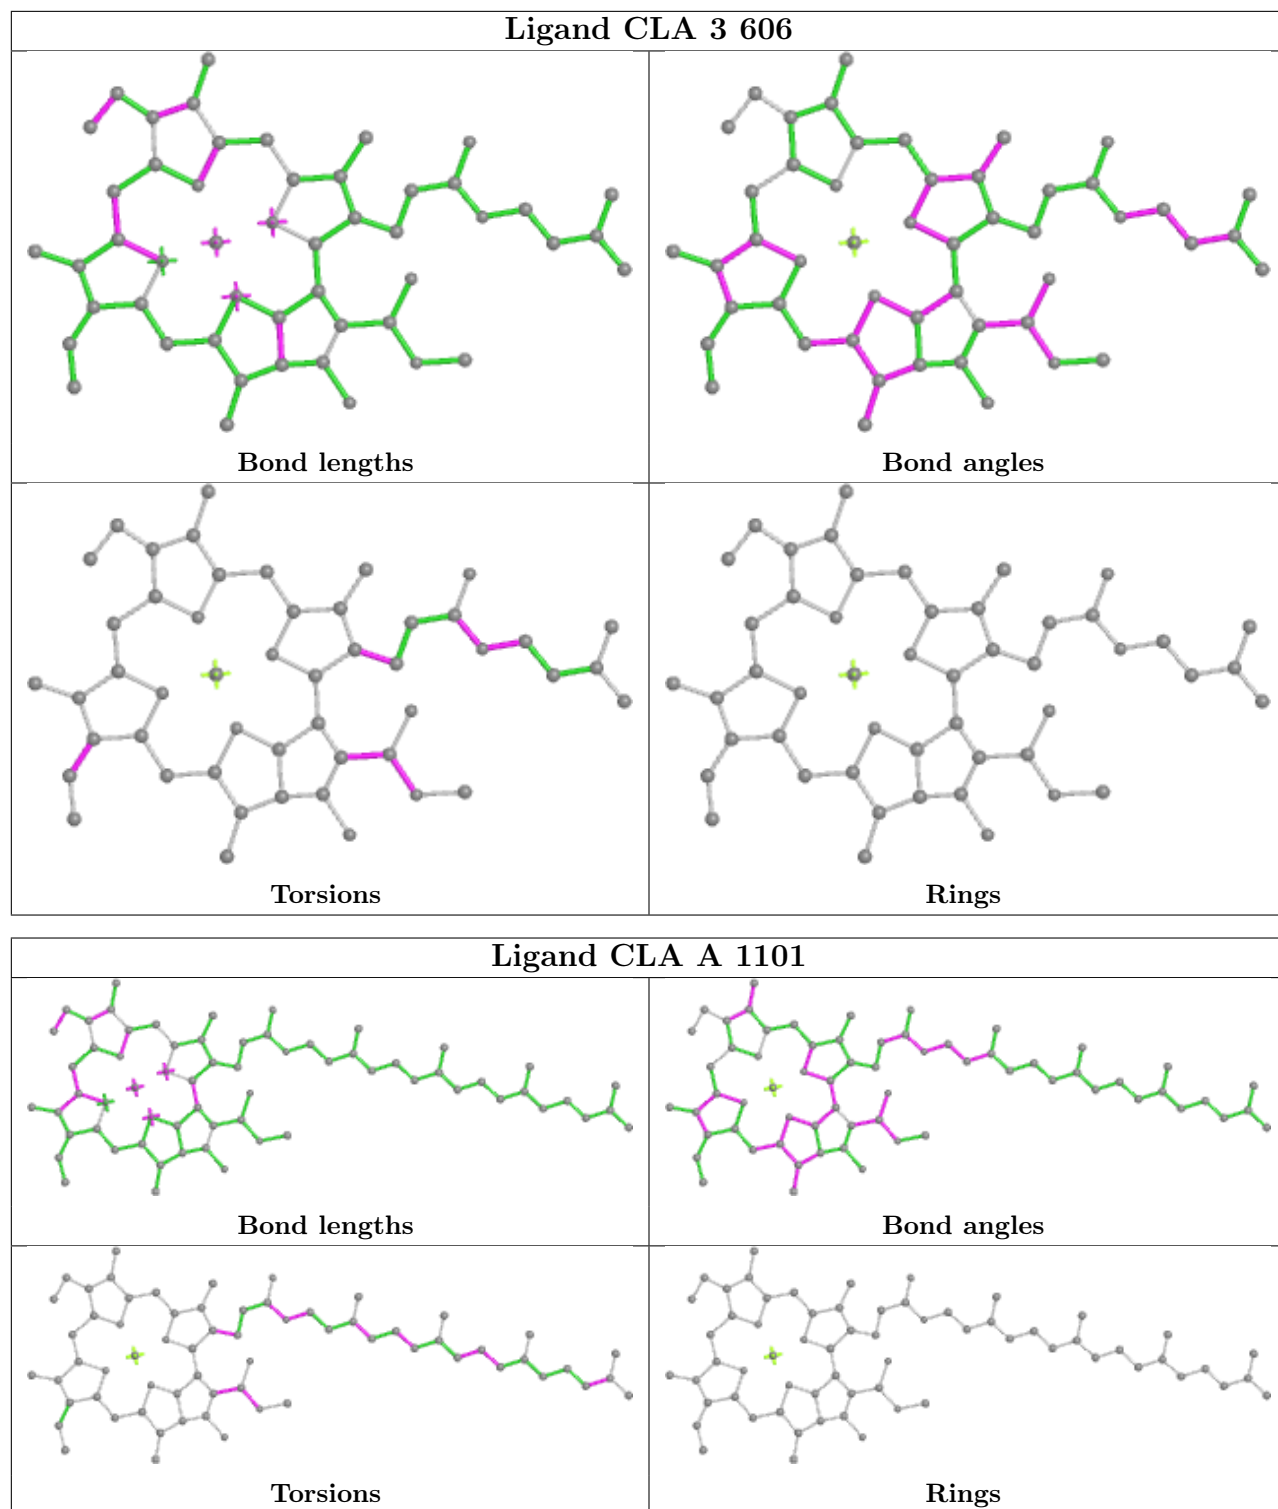 Ligand CLA 3 606
Bond lengths
Bond angles
Torsions
Rings
Ligand CLA A 1101
Bond lengths
Bond angles
Torsions
Rings